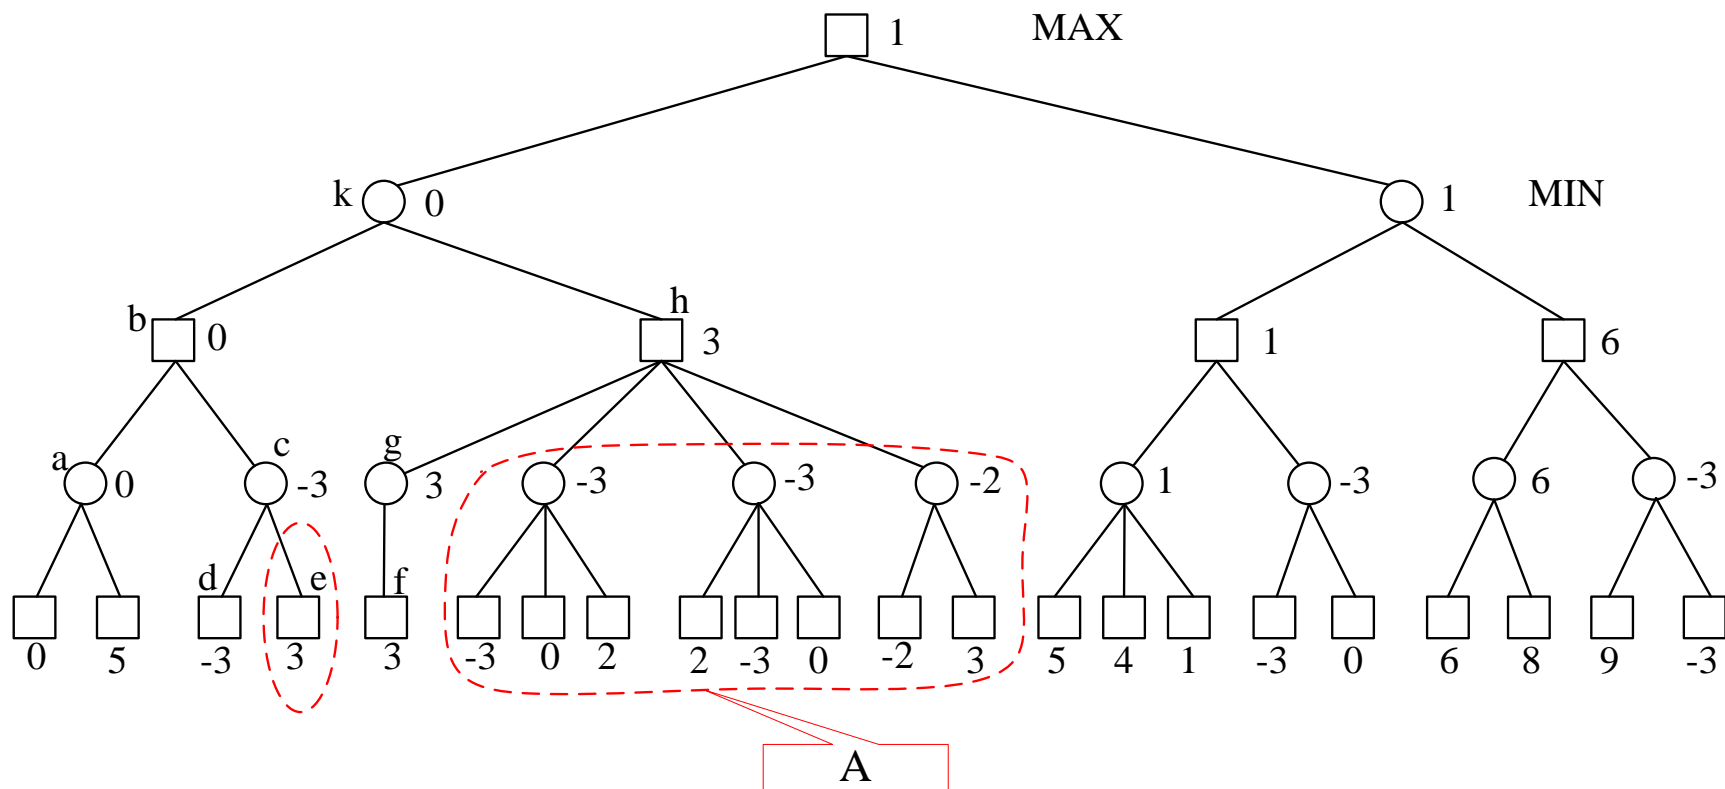 1 MAX
k 0 1 MIN
b 0 h 3 1 6
a 0 c -3 g 3 -3 -3 -2 1 -3 6 -3
d e f
0 5 -3 3 3 -3 0 2 2 -3 0 -2 3 5 4 1 -3 0 6 8 9 -3
A